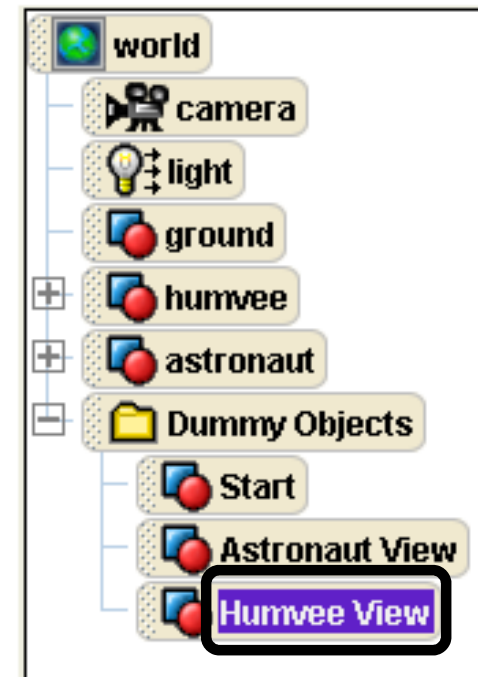 world
camera
light
ground
humvee
astronaut
Dummy Objects
Start
Astronaut View
Humvee View